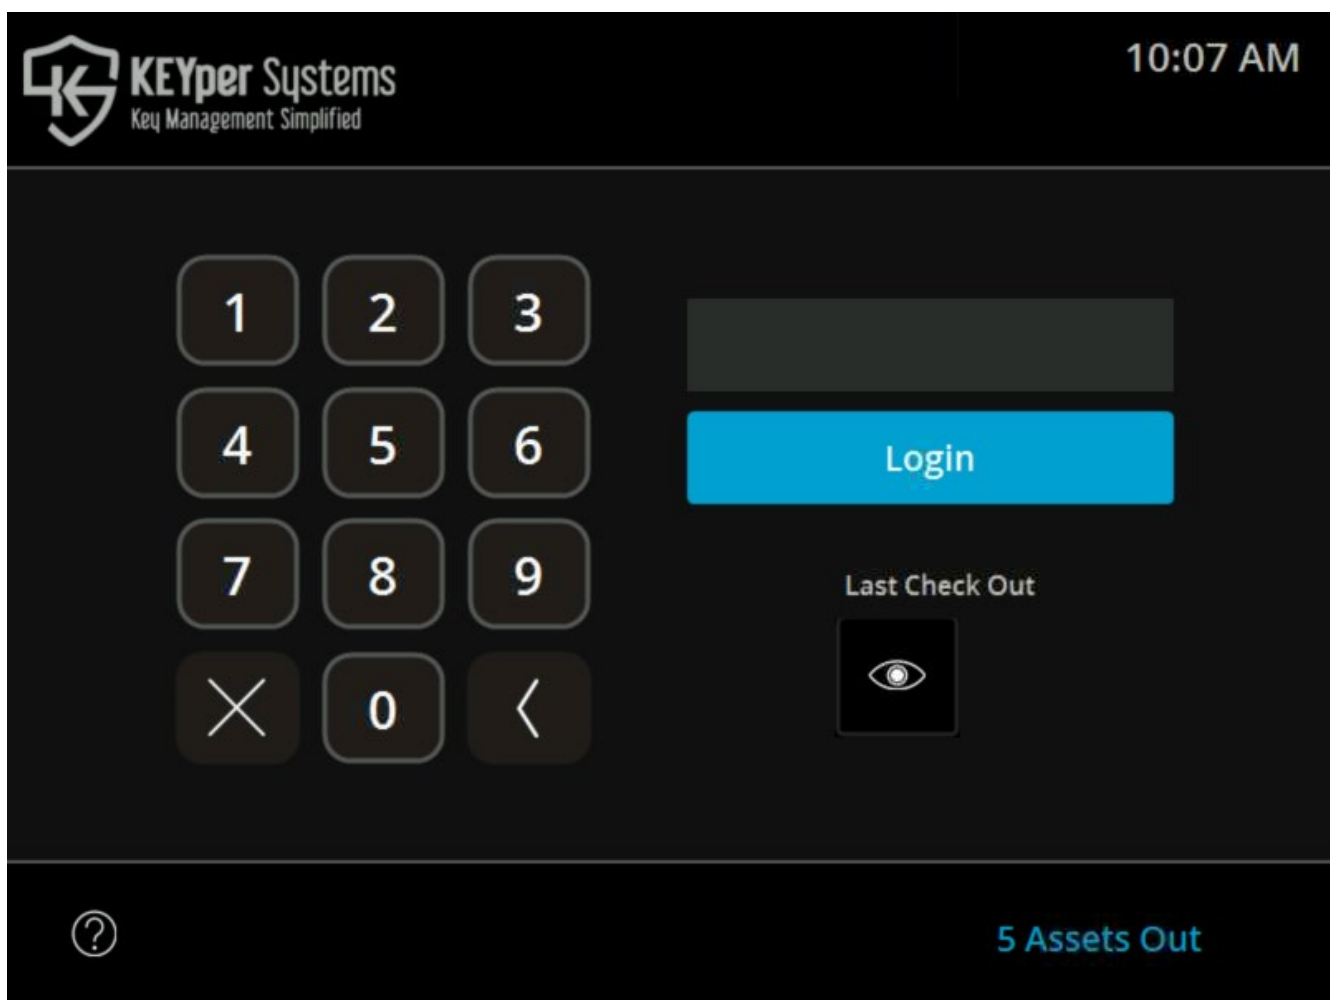 KEYper Systems
Key Management Simplified
10:07 AM
1 2 3
4 5 6
7 8 9
0
Login
Last Check Out
?
5 Assets Out